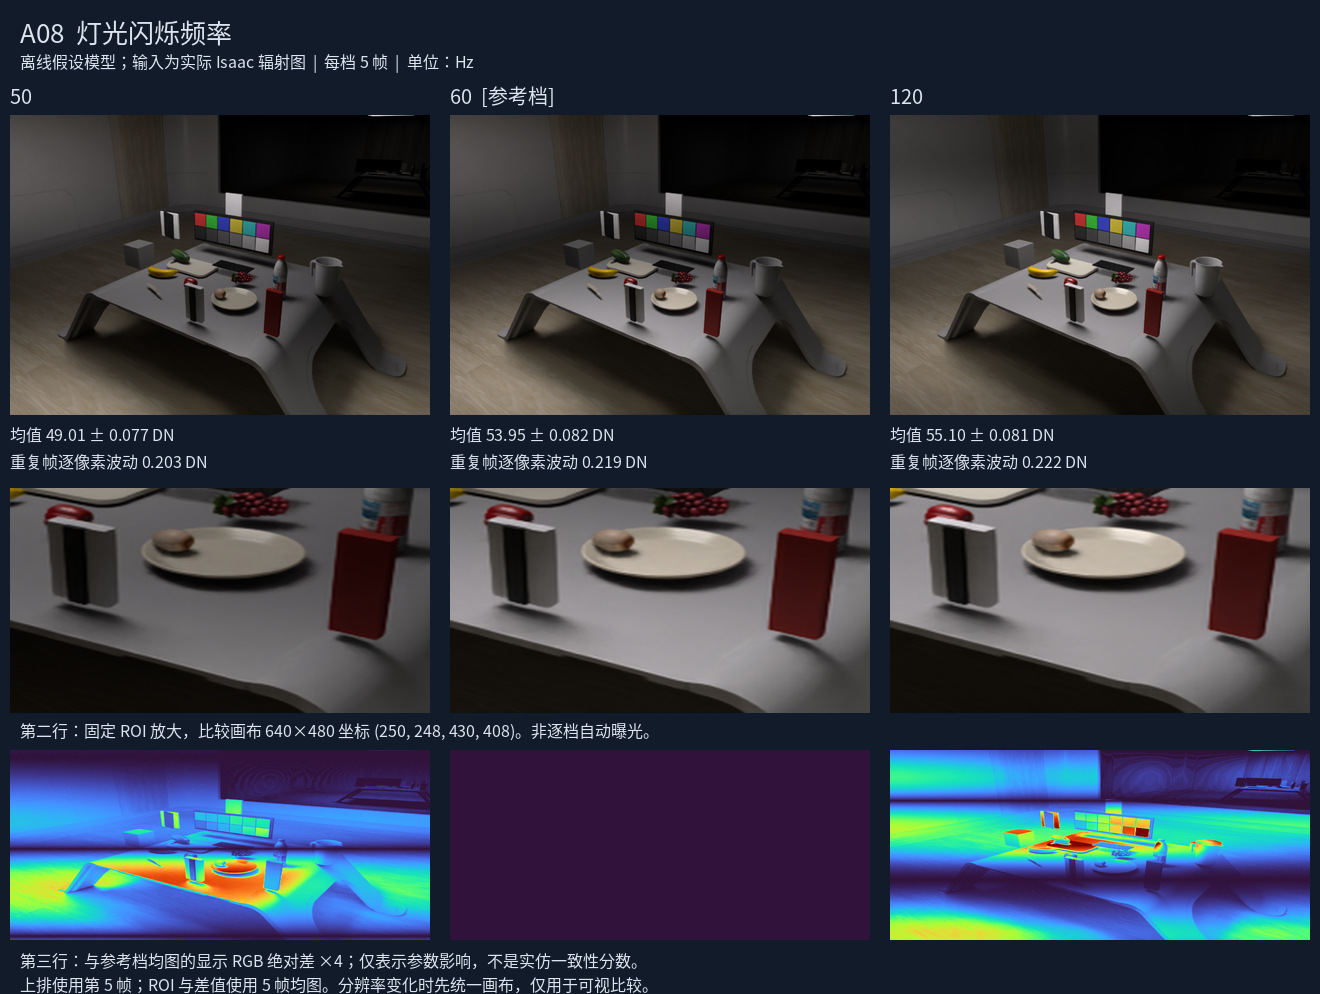 A08 灯光闪烁频率
离线假设模型；输入为实际 Isaac 辐射图 | 每档 5 帧 | 单位：Hz
50
60 [参考档]
120
均值 49.01 ± 0.077 DN
重复帧逐像素波动 0.203 DN
均值 53.95 ± 0.082 DN
重复帧逐像素波动 0.219 DN
均值 55.10 ± 0.081 DN
重复帧逐像素波动 0.222 DN
第二行：固定 ROI 放大，比较画布 640×480 坐标 (250, 248, 430, 408)。非逐档自动曝光。
第三行：与参考档均图的显示 RGB 绝对差 ×4；仅表示参数影响，不是实仿一致性分数。
上排使用第 5 帧；ROI 与差值使用 5 帧均图。分辨率变化时先统一画布，仅用于可视比较。